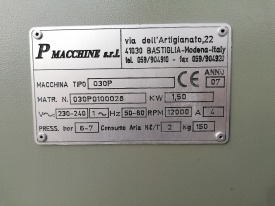 P MACCHINE s.r.l.
via dell'Artigianato,22
41030 BASTIGLIA-Modena-Italy
tel. 059/904910 - fax 059/904920
MACCHINA TIPO 030P CE ANNO 07
MATR. N. 030P0100028 KW 1,50
V~ 230-240 1~ Hz 50-60 RPM 12000 A 4
PRESS. bar 6-7 Consumo Aria Nl/1' 2 Kg 150